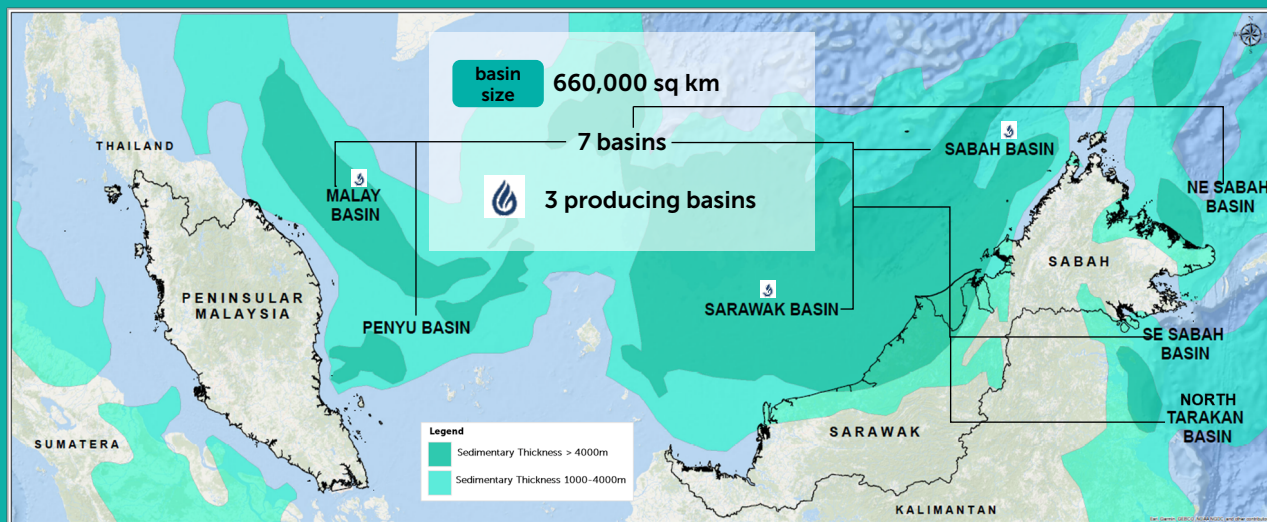 basin
size
660,000 sq km
7 basins
3 producing basins
THAILAND
MALAY
BASIN
PENINSULAR
MALAYSIA
PENYU BASIN
SUMATERA
SABAH BASIN
NE SABAH
BASIN
SABAH
SARAWAK BASIN
SE SABAH
BASIN
NORTH
TARAKAN
BASIN
SARAWAK
KALIMANTAN
Legend
Sedimentary Thickness > 4000m
Sedimentary Thickness 1000-4000m